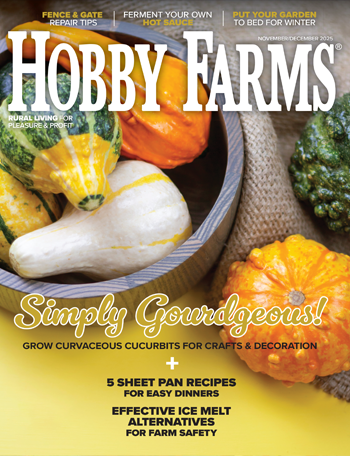 FENCE & GATE
REPAIR TIPS
FERMENT YOUR OWN
HOT SAUCE
PUT YOUR GARDEN
TO BED FOR WINTER
NOVEMBER/DECEMBER 2025
HOBBY FARMS®
RURAL LIVING FOR
PLEASURE & PROFIT
Simply Gourdgeous!
GROW CURVACEOUS CUCURBITS FOR CRAFTS & DECORATION
+
5 SHEET PAN RECIPES
FOR EASY DINNERS
EFFECTIVE ICE MELT
ALTERNATIVES
FOR FARM SAFETY